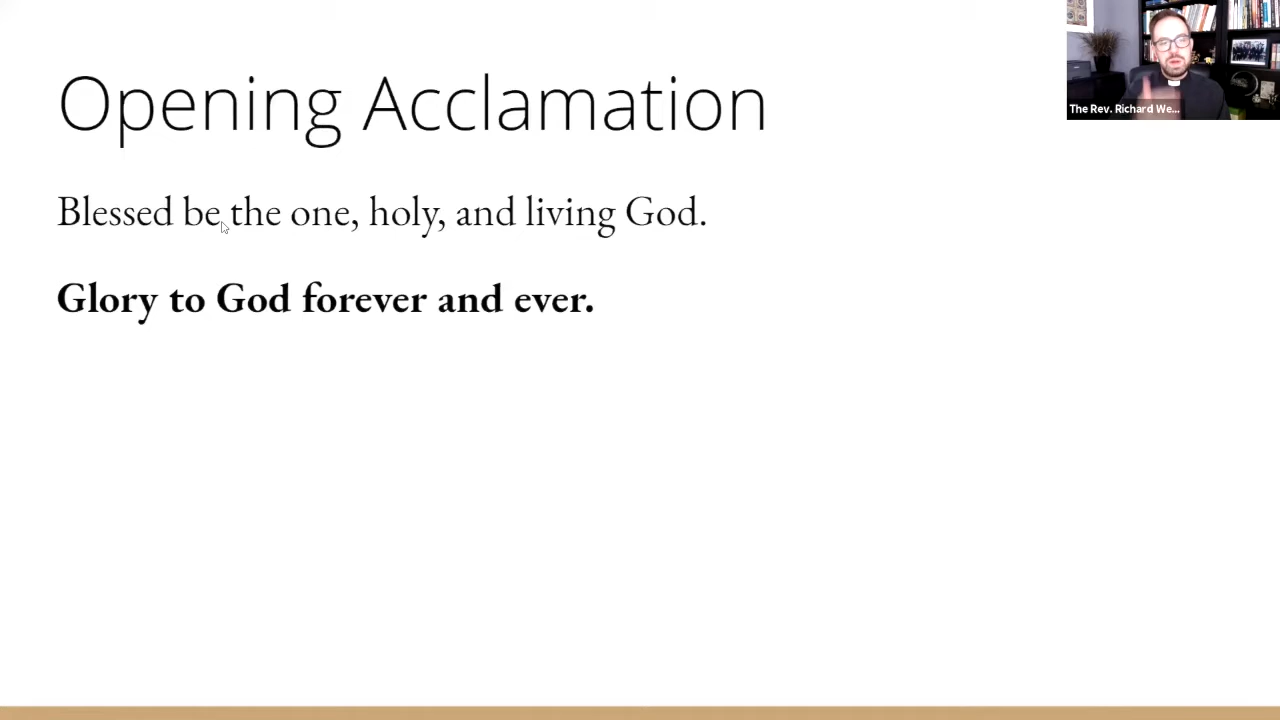 Opening Acclamation
Blessed be the one, holy, and living God.
Glory to God forever and ever.
The Rev. Richard We...